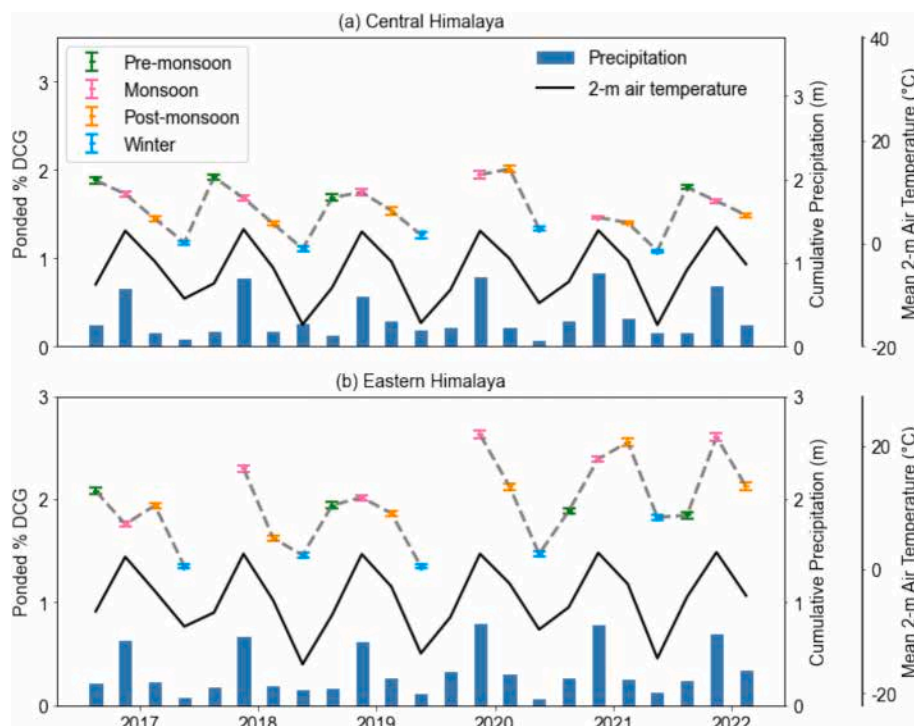 (a) Central Himalaya
Pre-monsoon
Monsoon
Post-monsoon
Winter
Precipitation
2-m air temperature
Ponded % DCG
3
2
1
0
Cumulative Precipitation (m)
3
2
1
0
Mean 2-m Air Temperature (°C)
40
20
0
-20
(b) Eastern Himalaya
Ponded % DCG
3
2
1
0
Cumulative Precipitation (m)
3
2
1
0
Mean 2-m Air Temperature (°C)
20
0
-20
2017 2018 2019 2020 2021 2022